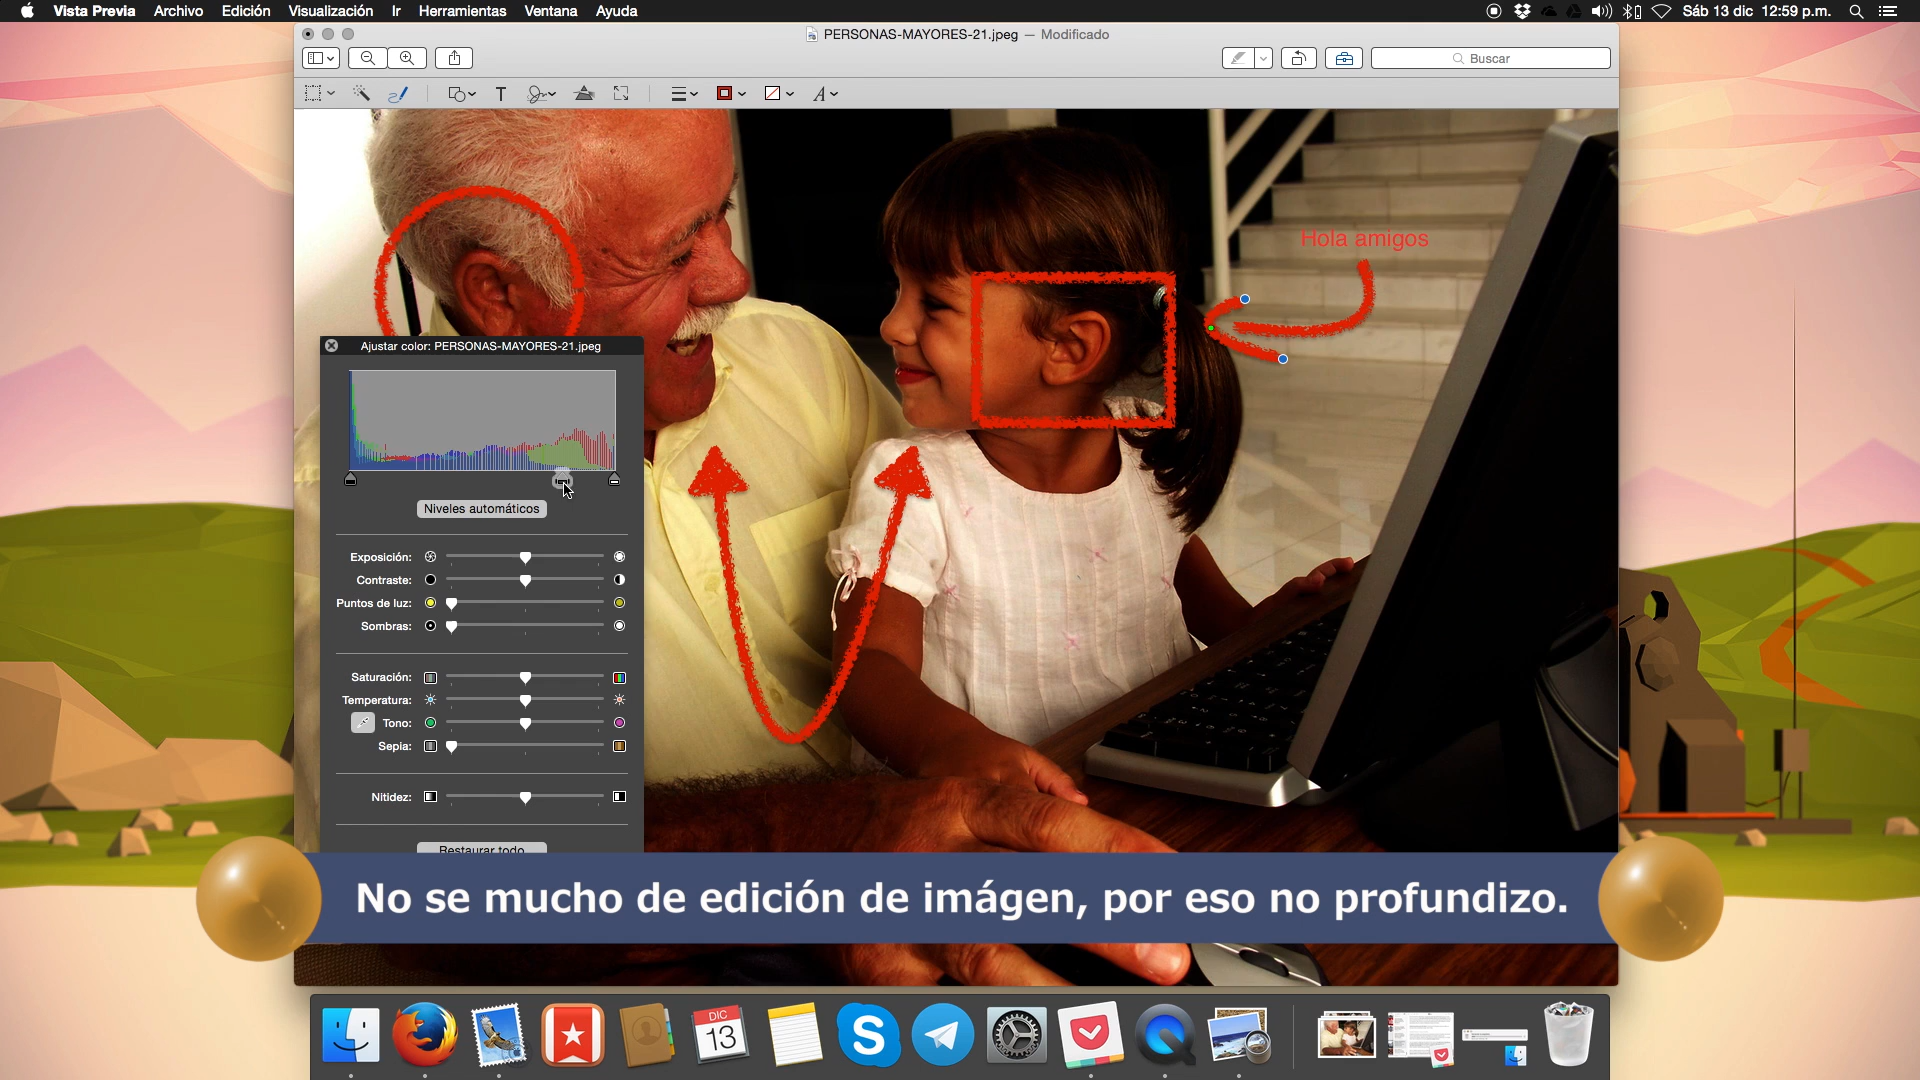 Vista Previa Archivo Edición Visualización Ir Herramientas Ventana Ayuda
Sáb 13 dic 12:59 p.m.
PERSONAS-MAYORES-21.jpeg — Modificado
Buscar
T
A
Hola amigos
Ajustar color: PERSONAS-MAYORES-21.jpeg
Niveles automáticos
Exposición:
Contraste:
Puntos de luz:
Sombras:
Saturación:
Temperatura:
Tono:
Sepia:
Nitidez:
Restaurar todo
No se mucho de edición de imágen, por eso no profundizo.
DIC
13
S